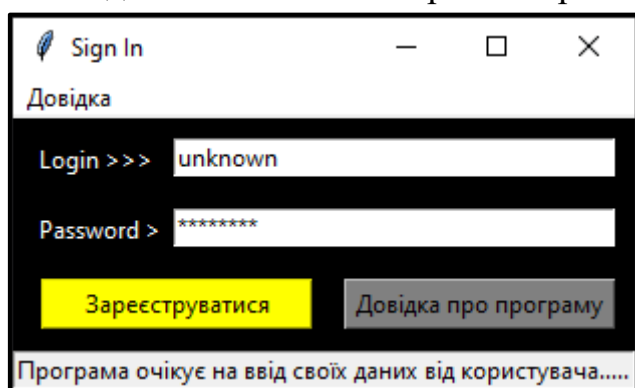 Sign In
Довідка
Login >>> unknown
Password > ********
Зареєструватися Довідка про програму
Програма очікує на ввід своїх даних від користувача.....